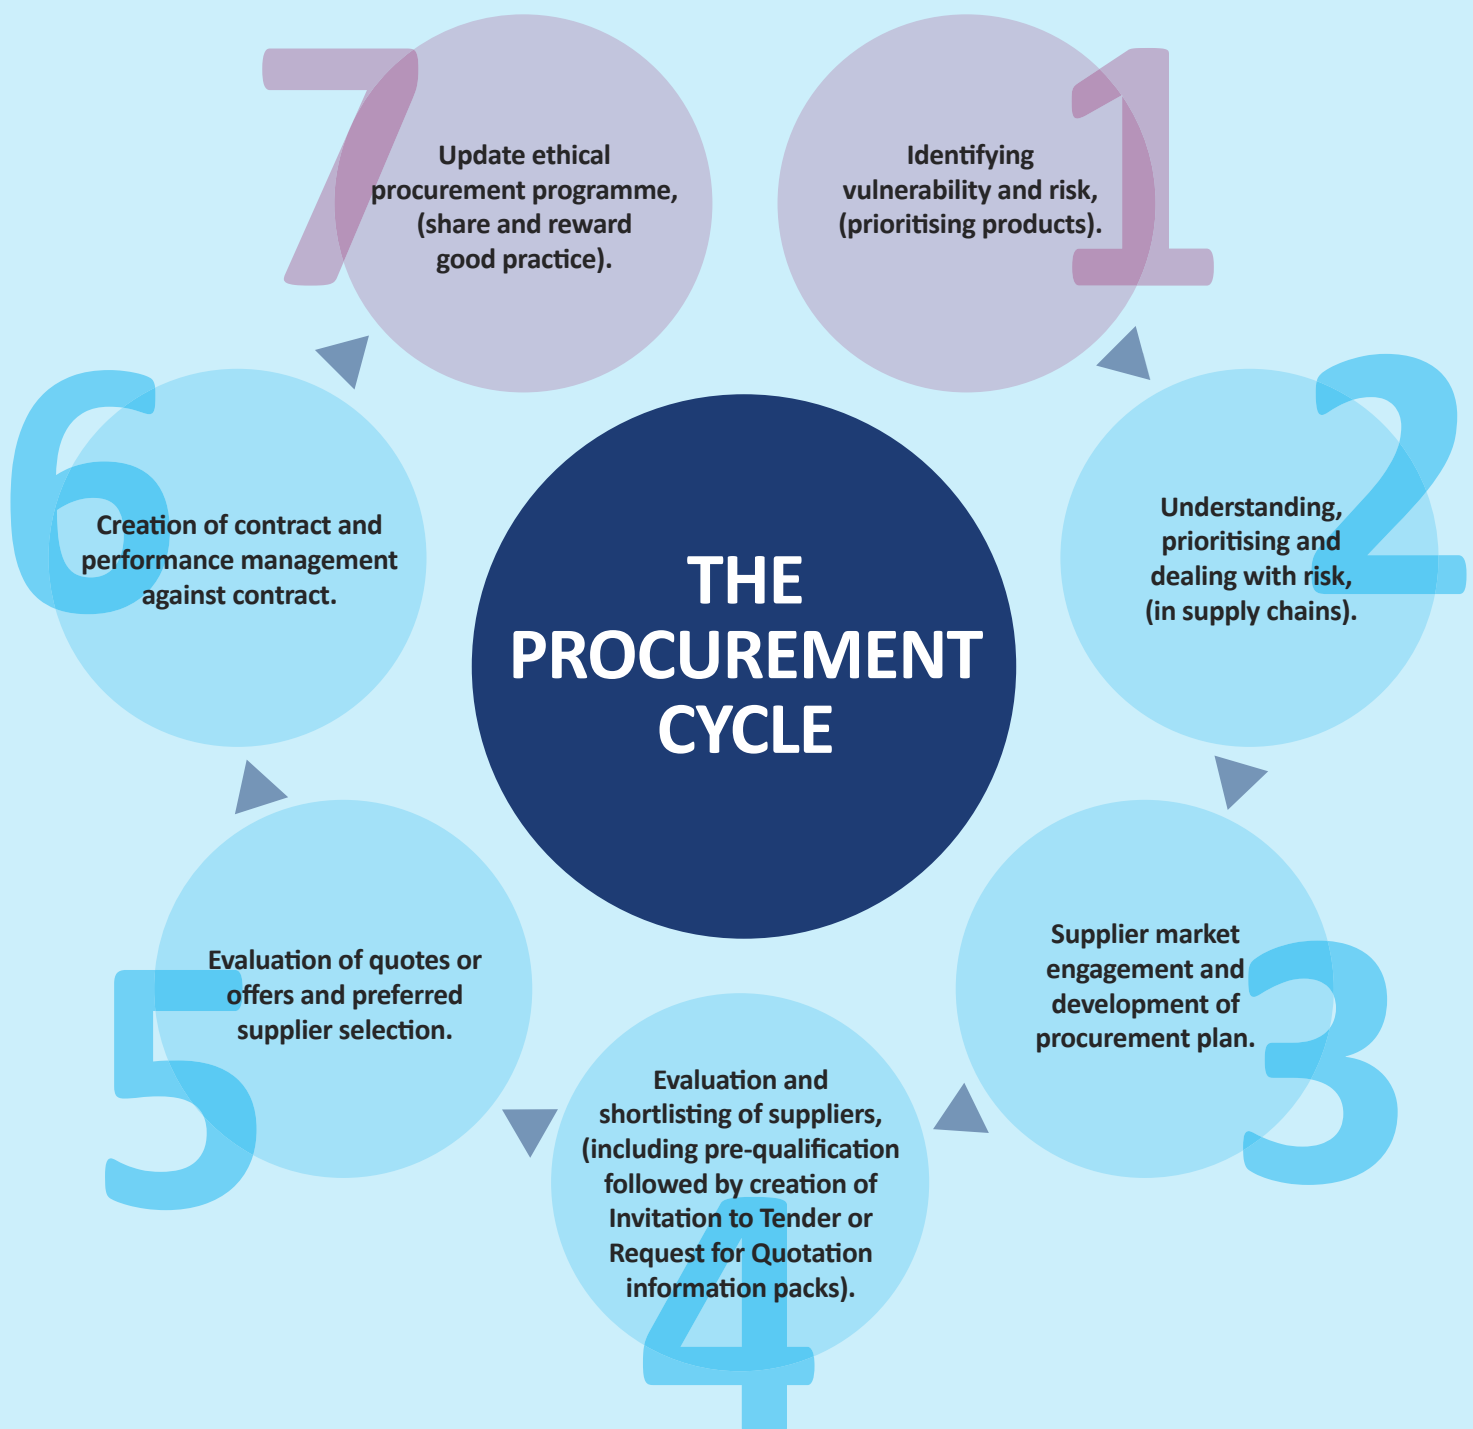 THE
PROCUREMENT
CYCLE
1
Identifying
vulnerability and risk,
(prioritising products).
2
Understanding,
prioritising and
dealing with risk,
(in supply chains).
3
Supplier market
engagement and
development of
procurement plan.
4
Evaluation and
shortlisting of suppliers,
(including pre-qualification
followed by creation of
Invitation to Tender or
Request for Quotation
information packs).
5
Evaluation of quotes or
offers and preferred
supplier selection.
6
Creation of contract and
performance management
against contract.
7
Update ethical
procurement programme,
(share and reward
good practice).